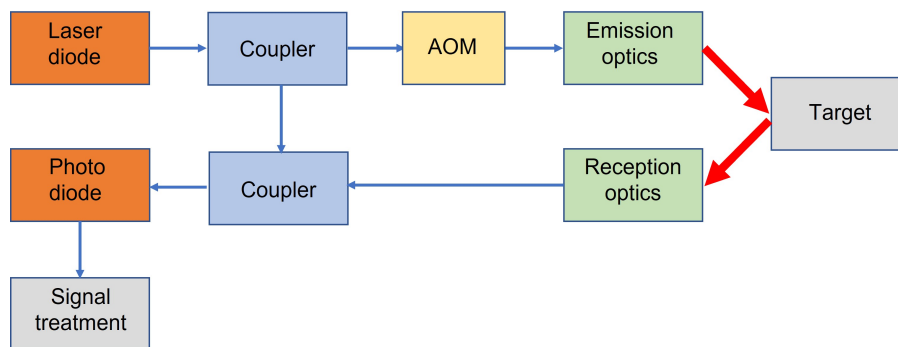 Laser
diode
Coupler
AOM
Emission
optics
Target
Photo
diode
Coupler
Reception
optics
Signal
treatment